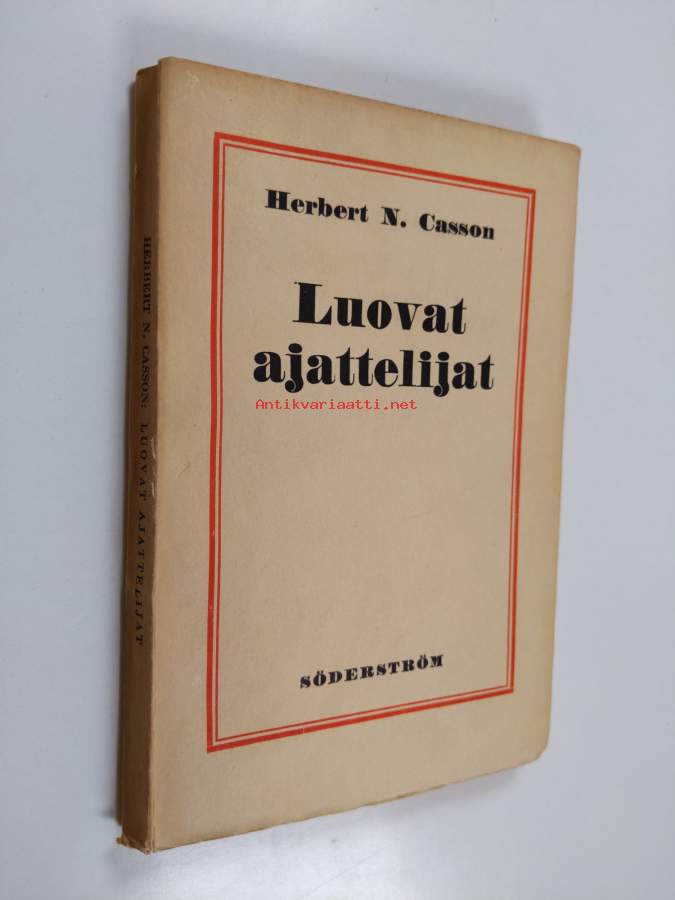 Herbert N. Casson
Luovat
ajattelijat
Antikvariaatti.net
SÖDERSTRÖM
HERBERT N. CASSON: LUOVAT AJATTELIJAT